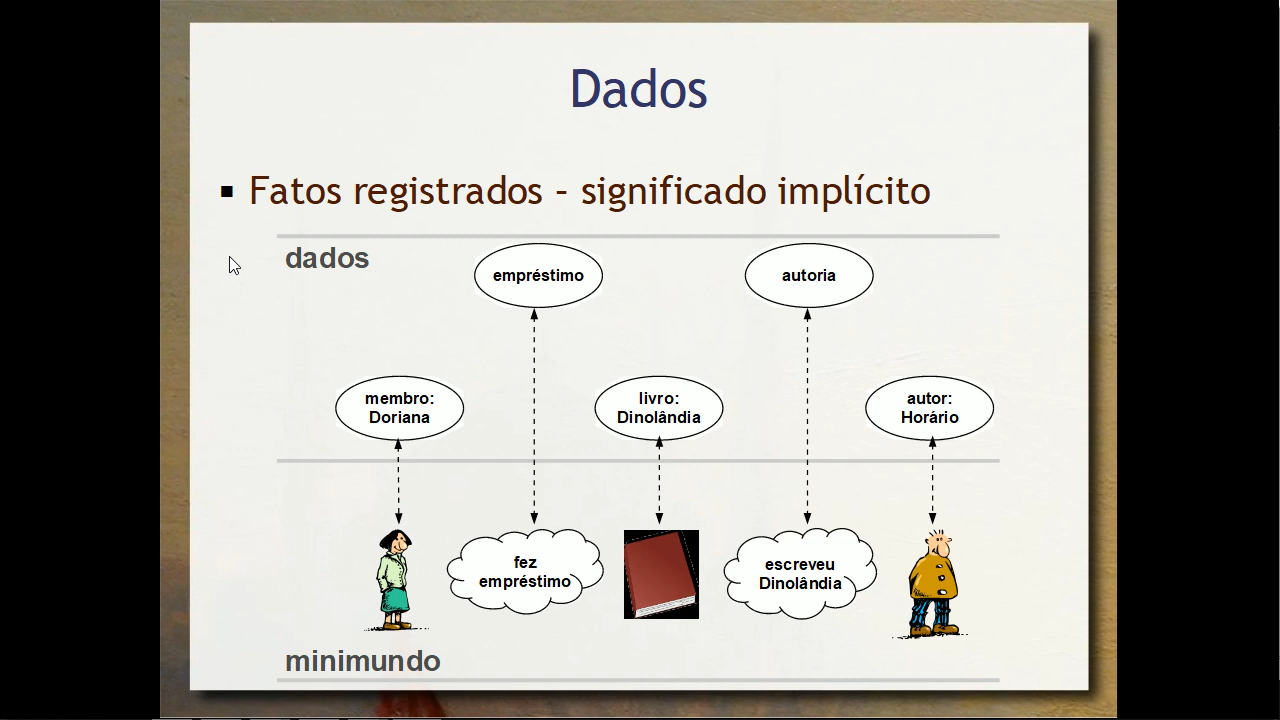 Dados
▪ Fatos registrados – significado implícito
dados
empréstimo
autoria
membro:
Doriana
livro:
Dinolândia
autor:
Horário
fez
empréstimo
escreveu
Dinolândia
minimundo